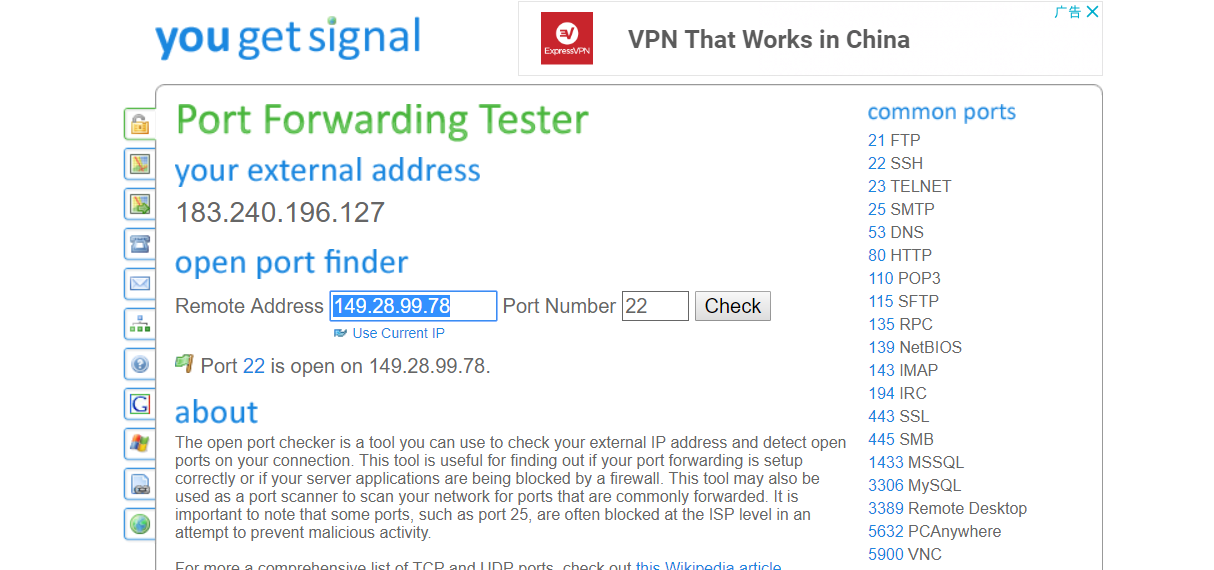 you get signal
广告
ExpressVPN
VPN That Works in China
Port Forwarding Tester
your external address
183.240.196.127
open port finder
Remote Address 149.28.99.78 Port Number 22 Check
Use Current IP
Port 22 is open on 149.28.99.78.
about
The open port checker is a tool you can use to check your external IP address and detect open
ports on your connection. This tool is useful for finding out if your port forwarding is setup
correctly or if your server applications are being blocked by a firewall. This tool may also be
used as a port scanner to scan your network for ports that are commonly forwarded. It is
important to note that some ports, such as port 25, are often blocked at the ISP level in an
attempt to prevent malicious activity.
For more a comprehensive list of TCP and UDP ports, check out this Wikipedia article.
common ports
21 FTP
22 SSH
23 TELNET
25 SMTP
53 DNS
80 HTTP
110 POP3
115 SFTP
135 RPC
139 NetBIOS
143 IMAP
194 IRC
443 SSL
445 SMB
1433 MSSQL
3306 MySQL
3389 Remote Desktop
5632 PCAnywhere
5900 VNC